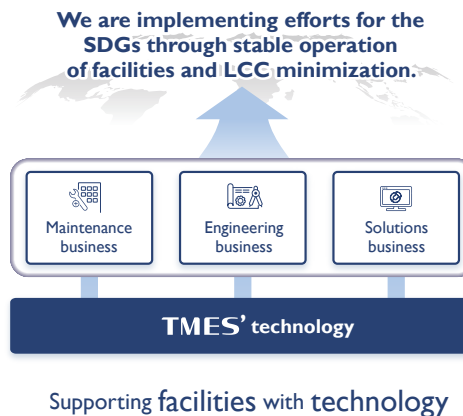 We are implementing efforts for the
SDGs through stable operation
of facilities and LCC minimization.
Maintenance
business
Engineering
business
Solutions
business
TMES' technology
Supporting facilities with technology